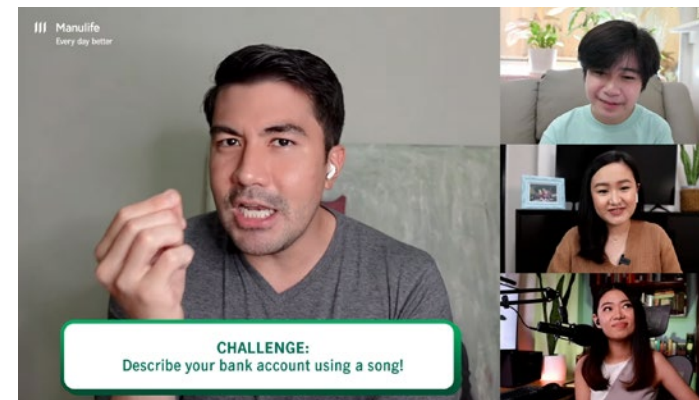 Manulife
Every day better
CHALLENGE:
Describe your bank account using a song!